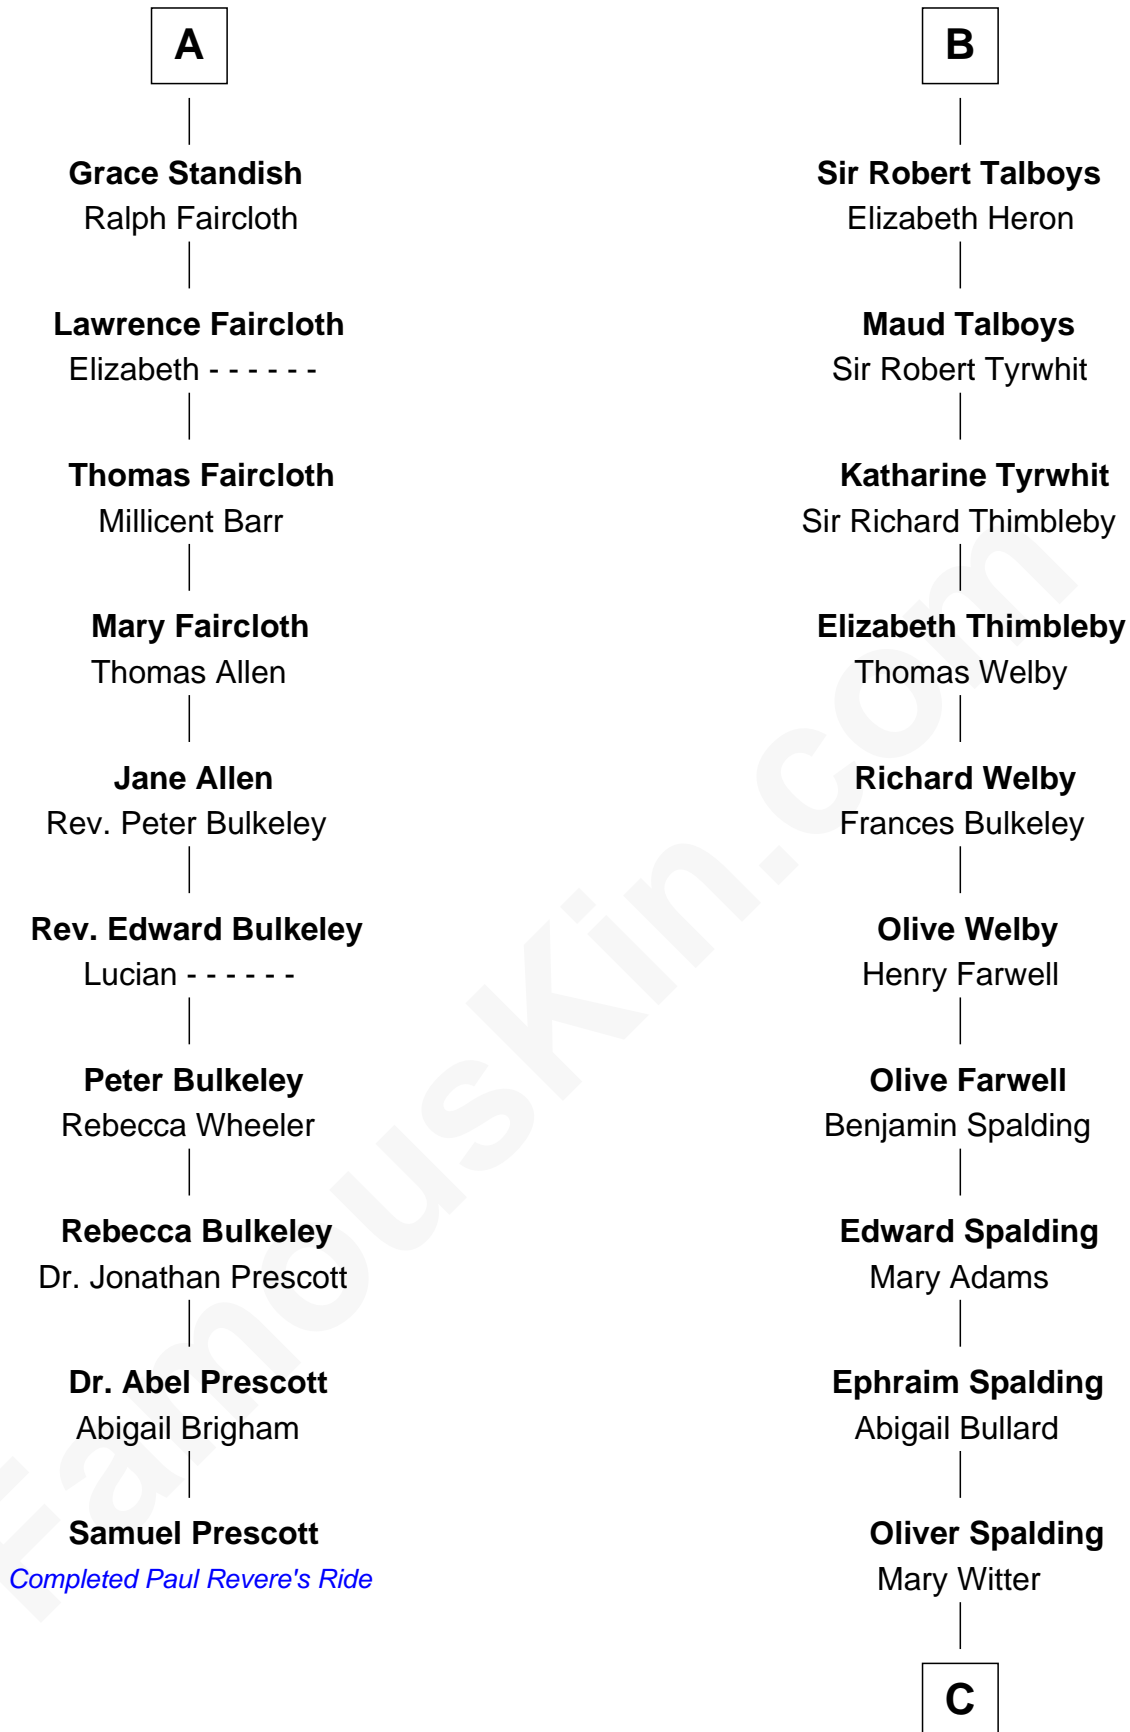 A
Grace Standish
Ralph Faircloth
Lawrence Faircloth
Elizabeth - - - - - -
Thomas Faircloth
Millicent Barr
Mary Faircloth
Thomas Allen
Jane Allen
Rev. Peter Bulkeley
Rev. Edward Bulkeley
Lucian - - - - - -
Peter Bulkeley
Rebecca Wheeler
Rebecca Bulkeley
Dr. Jonathan Prescott
Dr. Abel Prescott
Abigail Brigham
Samuel Prescott
Completed Paul Revere's Ride
B
Sir Robert Talboys
Elizabeth Heron
Maud Talboys
Sir Robert Tyrwhit
Katharine Tyrwhit
Sir Richard Thimbleby
Elizabeth Thimbleby
Thomas Welby
Richard Welby
Frances Bulkeley
Olive Welby
Henry Farwell
Olive Farwell
Benjamin Spalding
Edward Spalding
Mary Adams
Ephraim Spalding
Abigail Bullard
Oliver Spalding
Mary Witter
C
FamousKin.com